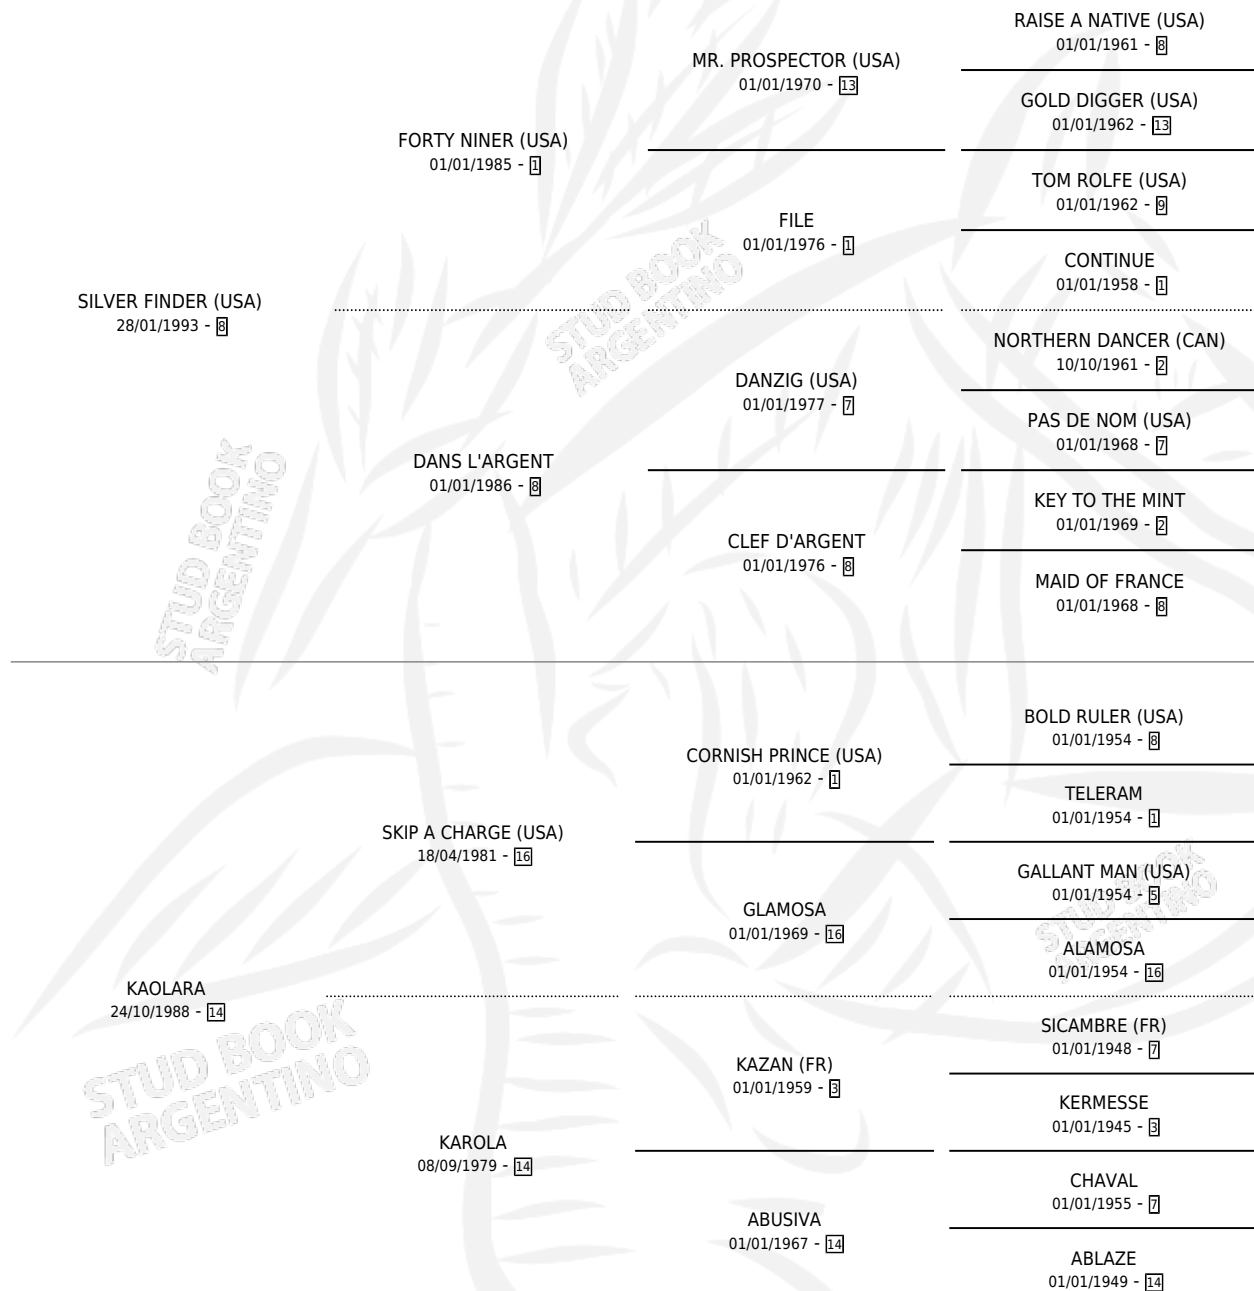 RAISE A NATIVE (USA)
01/01/1961 - 8
MR. PROSPECTOR (USA)
01/01/1970 - 13
GOLD DIGGER (USA)
01/01/1962 - 13
FORTY NINER (USA)
01/01/1985 - 1
TOM ROLFE (USA)
01/01/1962 - 9
FILE
01/01/1976 - 1
CONTINUE
01/01/1958 - 1
SILVER FINDER (USA)
28/01/1993 - 8
NORTHERN DANCER (CAN)
10/10/1961 - 2
DANZIG (USA)
01/01/1977 - 7
PAS DE NOM (USA)
01/01/1968 - 7
DANS L'ARGENT
01/01/1986 - 8
KEY TO THE MINT
01/01/1969 - 2
CLEF D'ARGENT
01/01/1976 - 8
MAID OF FRANCE
01/01/1968 - 8
BOLD RULER (USA)
01/01/1954 - 8
CORNISH PRINCE (USA)
01/01/1962 - 1
TELERAM
01/01/1954 - 1
SKIP A CHARGE (USA)
18/04/1981 - 16
GALLANT MAN (USA)
01/01/1954 - 5
GLAMOSA
01/01/1969 - 16
ALAMOSA
01/01/1954 - 16
KAOLARA
24/10/1988 - 14
SICAMBRE (FR)
01/01/1948 - 7
KAZAN (FR)
01/01/1959 - 3
KERMESSE
01/01/1945 - 3
KAROLA
08/09/1979 - 14
CHAVAL
01/01/1955 - 7
ABUSIVA
01/01/1967 - 14
ABLAZE
01/01/1949 - 14
STUD BOOK
ARGENTINO
STUD BOOK
ARGENTINO
STUD BOOK
ARGENTINO
STUD BOOK
ARGENTINO